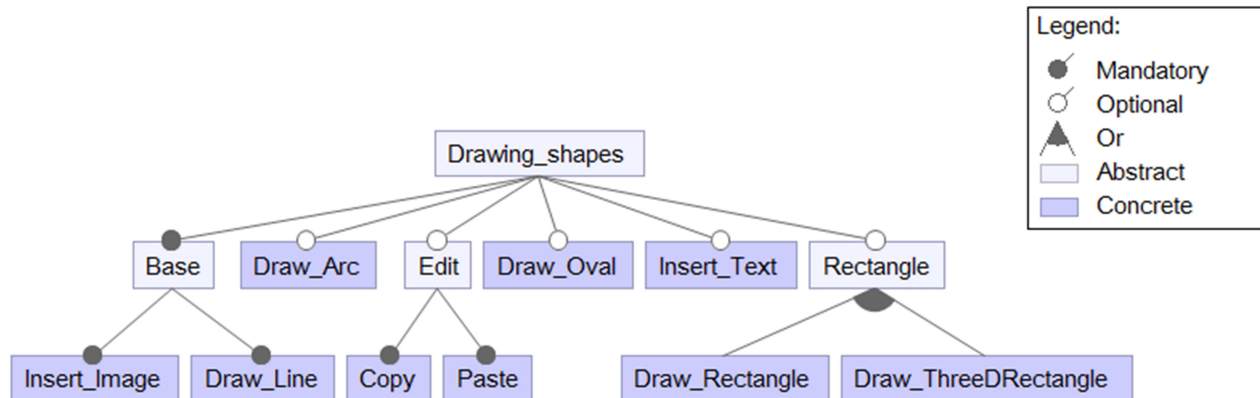 Legend:
Mandatory
Optional
Or
Abstract
Concrete
Drawing_shapes
Base
Draw_Arc
Edit
Draw_Oval
Insert_Text
Rectangle
Insert_Image
Draw_Line
Copy
Paste
Draw_Rectangle
Draw_ThreeDRectangle